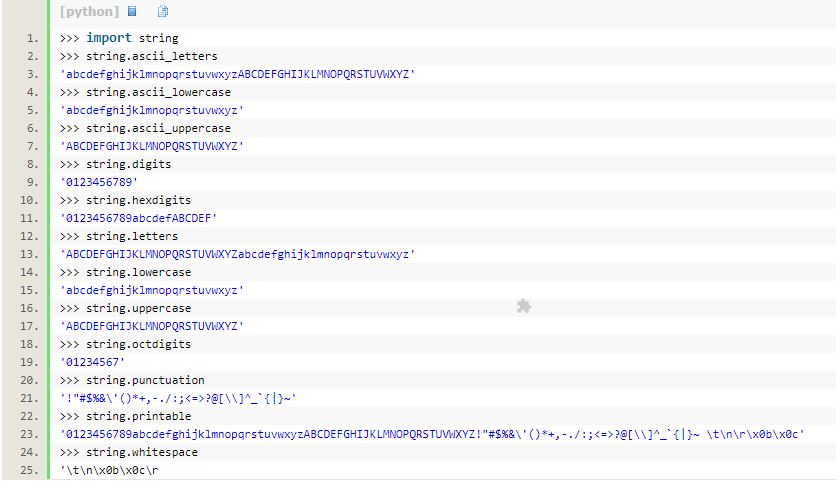 [python]
1. >>> import string
2. >>> string.ascii_letters
3. 'abcdefghijklmnopqrstuvwxyzABCDEFGHIJKLMNOPQRSTUVWXYZ'
4. >>> string.ascii_lowercase
5. 'abcdefghijklmnopqrstuvwxyz'
6. >>> string.ascii_uppercase
7. 'ABCDEFGHIJKLMNOPQRSTUVWXYZ'
8. >>> string.digits
9. '0123456789'
10. >>> string.hexdigits
11. '0123456789abcdefABCDEF'
12. >>> string.letters
13. 'ABCDEFGHIJKLMNOPQRSTUVWXYZabcdefghijklmnopqrstuvwxyz'
14. >>> string.lowercase
15. 'abcdefghijklmnopqrstuvwxyz'
16. >>> string.uppercase
17. 'ABCDEFGHIJKLMNOPQRSTUVWXYZ'
18. >>> string.octdigits
19. '01234567'
20. >>> string.punctuation
21. '!"#$%&\'()*+,-./:;<=>?@[\\]^_`{|}~'
22. >>> string.printable
23. '0123456789abcdefghijklmnopqrstuvwxyzABCDEFGHIJKLMNOPQRSTUVWXYZ!"#$%&\'()*+,-./:;<=>?@[\\]^_`{|}~ \t\n\r\x0b\x0c'
24. >>> string.whitespace
25. '\t\n\x0b\x0c\r